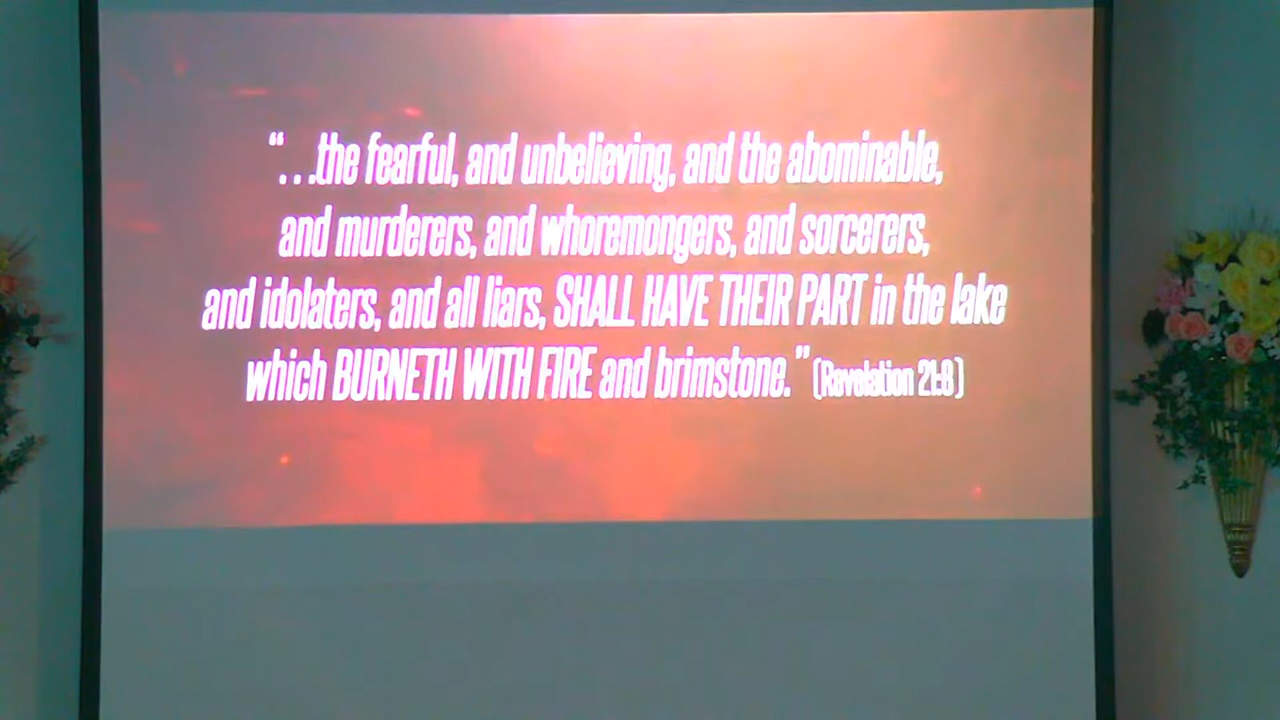 “. . .the fearful, and unbelieving, and the abominable,
and murderers, and whoremongers, and sorcerers,
and idolaters, and all liars, SHALL HAVE THEIR PART in the lake
which BURNETH WITH FIRE and brimstone.” (Revelation 21:8)